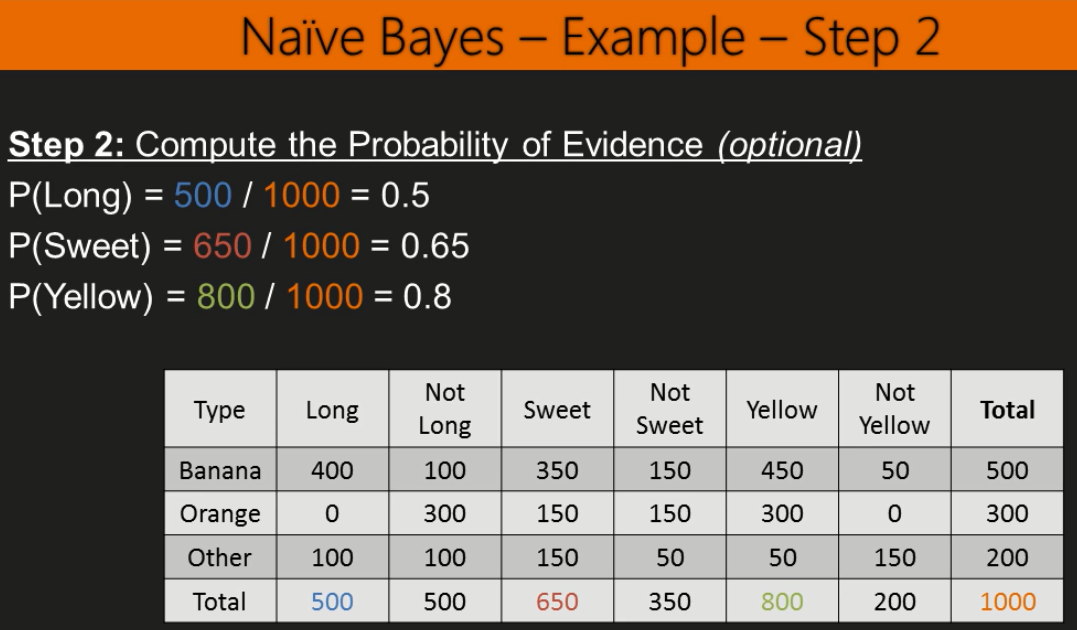 Naïve Bayes – Example – Step 2
Step 2: Compute the Probability of Evidence (optional)
P(Long) = 500 / 1000 = 0.5
P(Sweet) = 650 / 1000 = 0.65
P(Yellow) = 800 / 1000 = 0.8
Type Long Not Long Sweet Not Sweet Yellow Not Yellow Total
Banana 400 100 350 150 450 50 500
Orange 0 300 150 150 300 0 300
Other 100 100 150 50 50 150 200
Total 500 500 650 350 800 200 1000